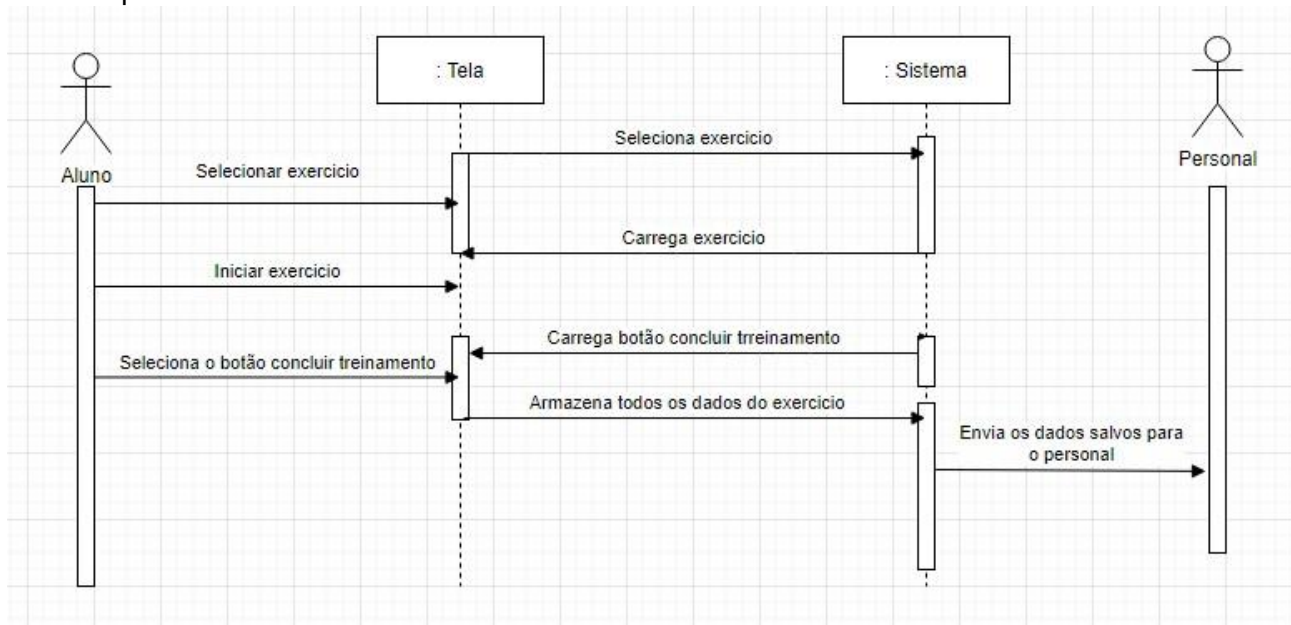 : Tela
: Sistema
Aluno
Personal
Seleciona exercicio
Selecionar exercicio
Carrega exercicio
Iniciar exercicio
Carrega botão concluir trreinamento
Seleciona o botão concluir treinamento
Armazena todos os dados do exercicio
Envia os dados salvos para
o personal